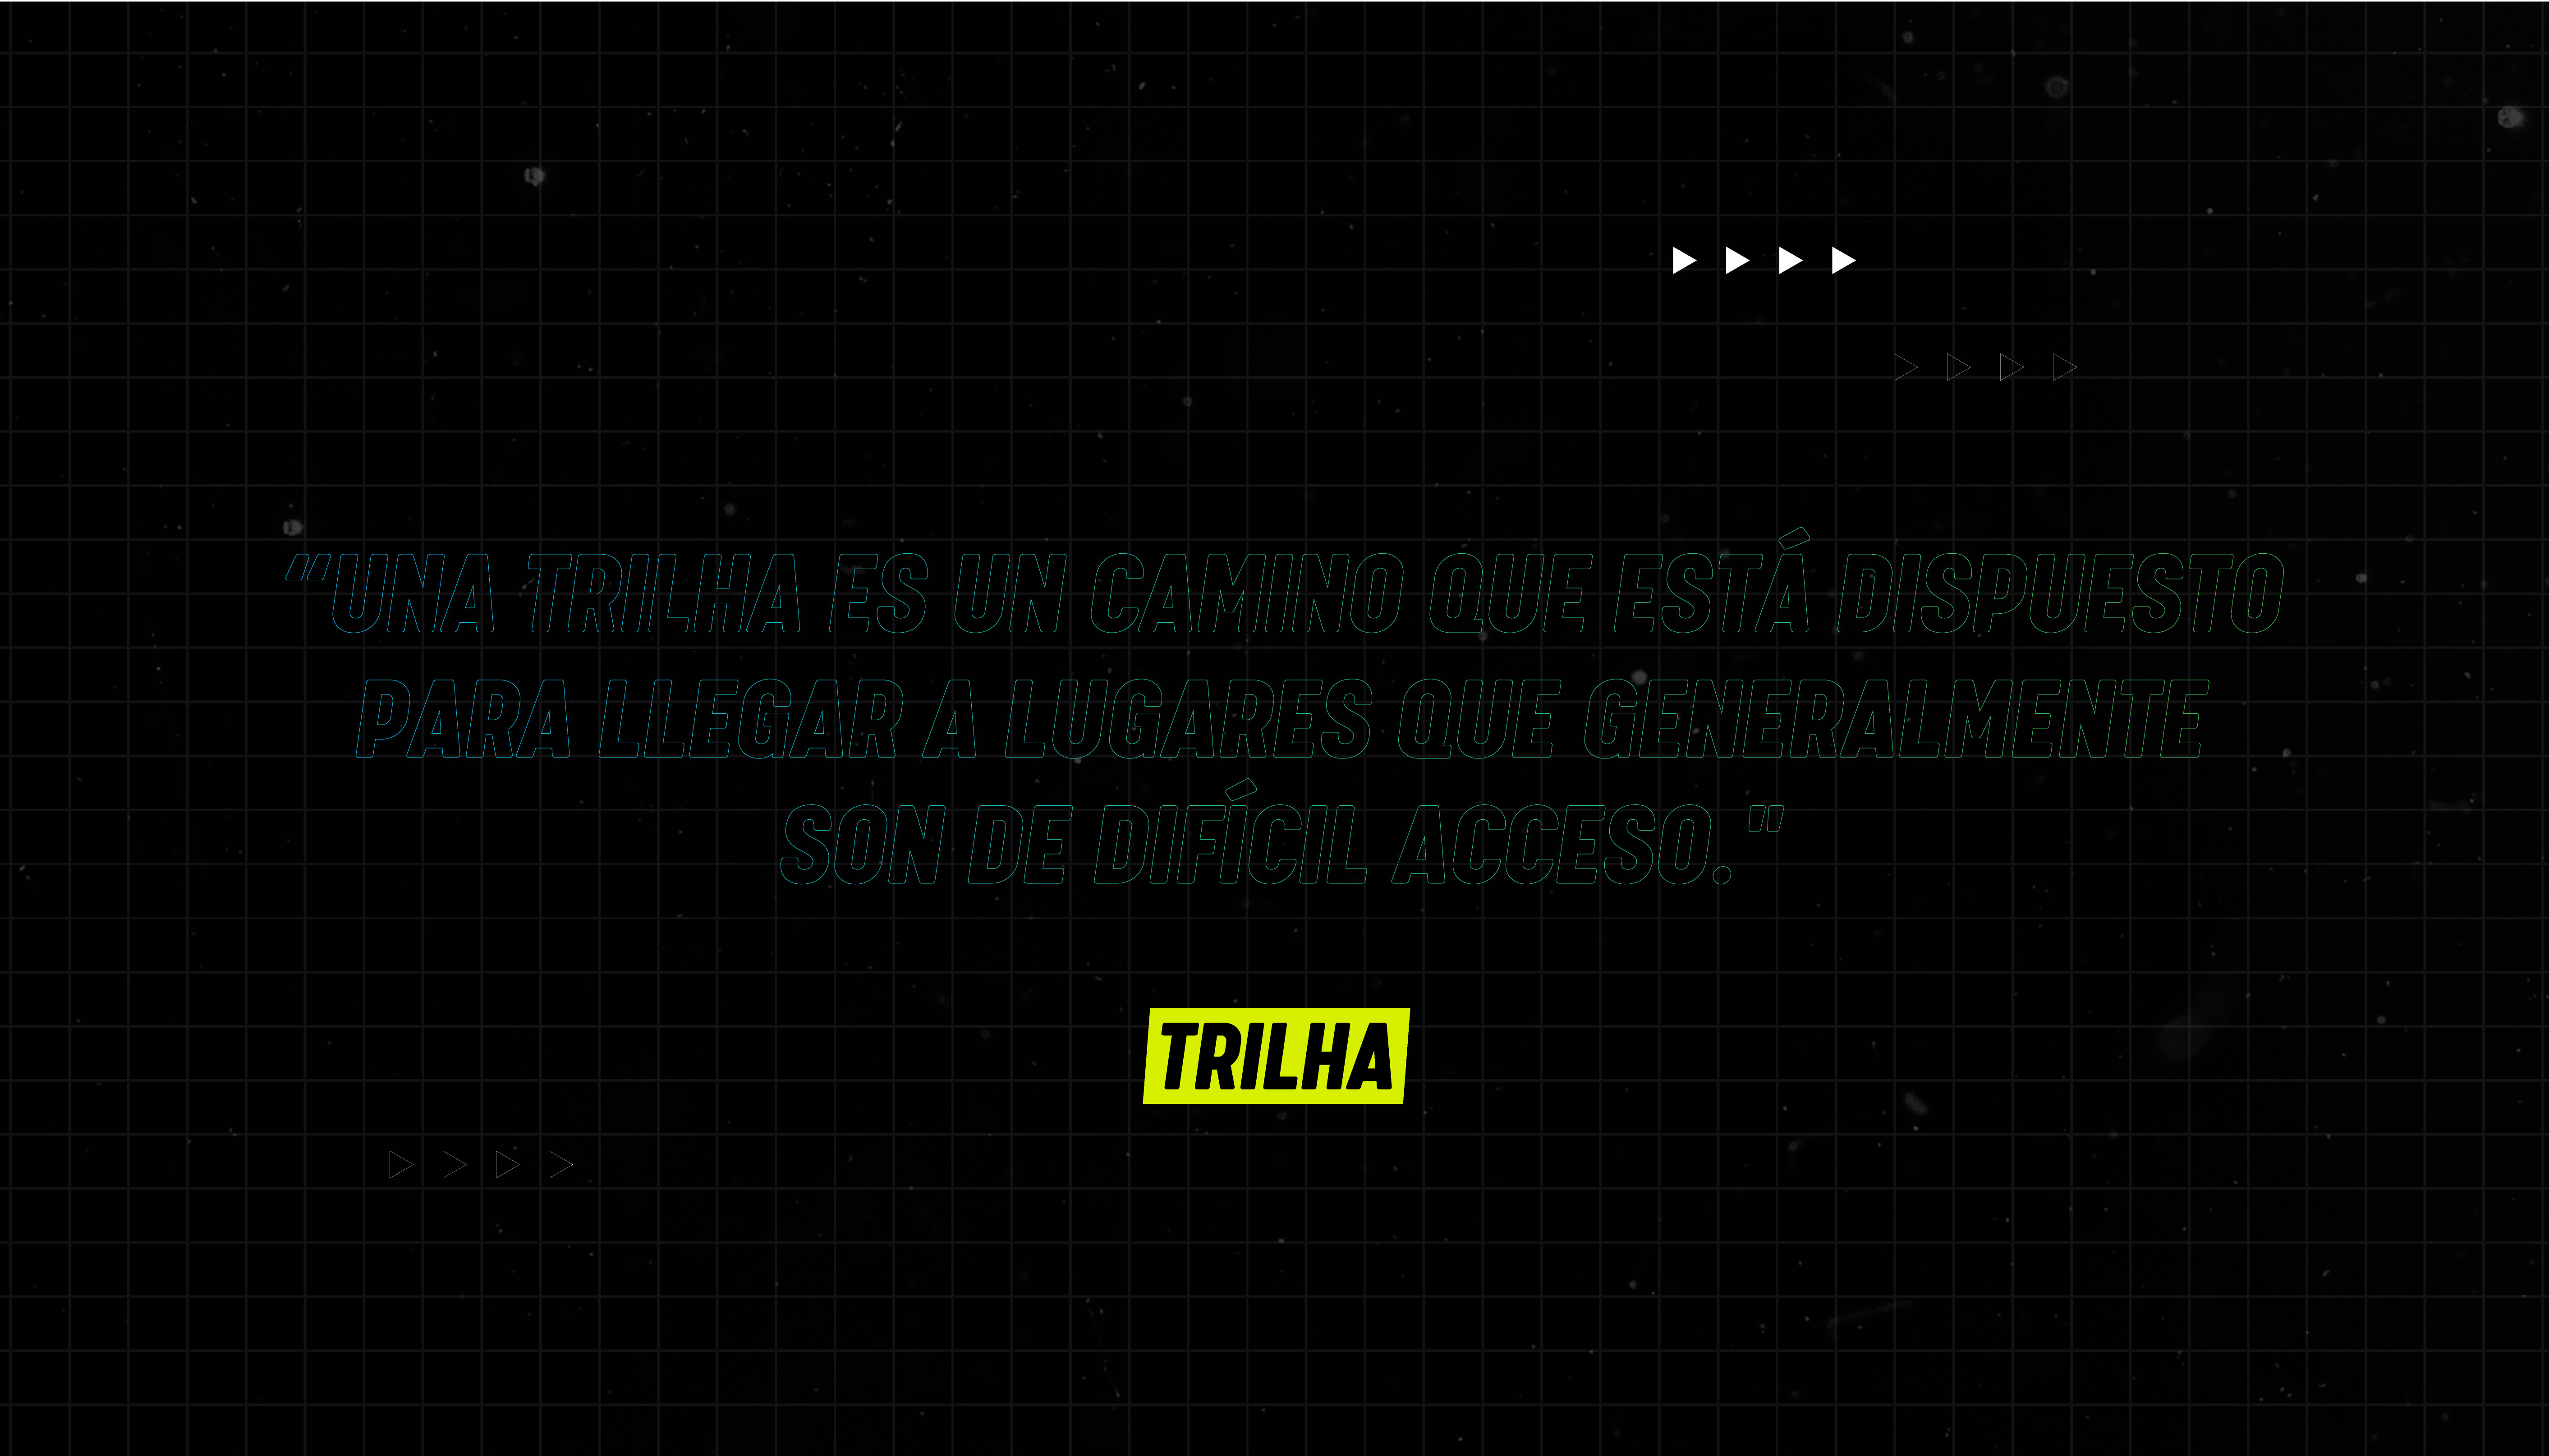 “UNA TRILHA ES UN CAMINO QUE ESTÁ DISPUESTO
PARA LLEGAR A LUGARES QUE GENERALMENTE
SON DE DIFÍCIL ACCESO."
TRILHA